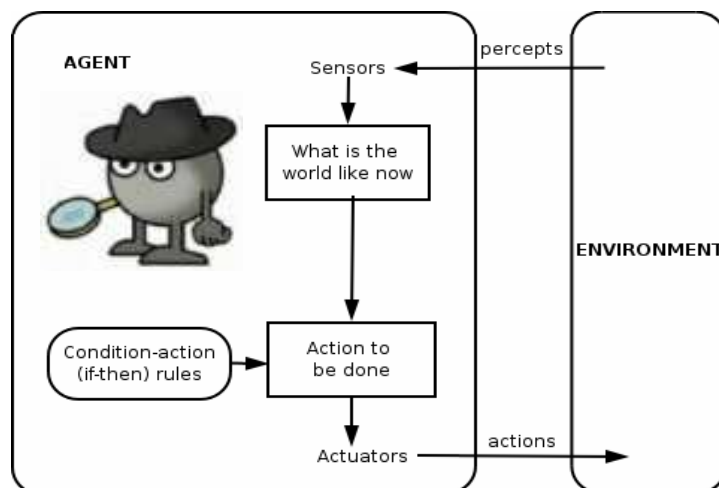 AGENT
Sensors
percepts
What is the
world like now
ENVIRONMENT
Condition-action
(if-then) rules
Action to
be done
Actuators
actions